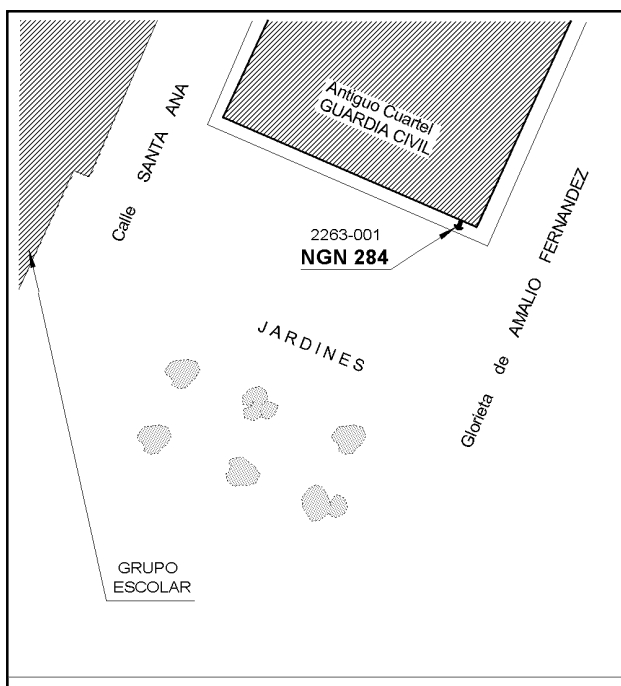 Antiguo Cuartel
GUARDIA CIVIL
Calle SANTA ANA
2263-001
NGN 284
Glorieta de AMALIO FERNANDEZ
JARDINES
GRUPO
ESCOLAR